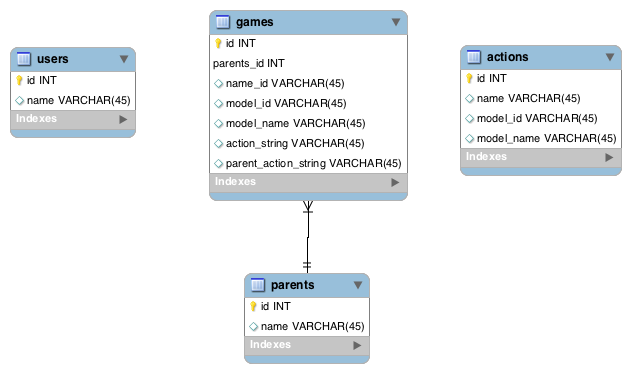 users
id INT
name VARCHAR(45)
Indexes
games
id INT
parents_id INT
name_id VARCHAR(45)
model_id VARCHAR(45)
model_name VARCHAR(45)
action_string VARCHAR(45)
parent_action_string VARCHAR(45)
Indexes
actions
id INT
name VARCHAR(45)
model_id VARCHAR(45)
model_name VARCHAR(45)
Indexes
parents
id INT
name VARCHAR(45)
Indexes